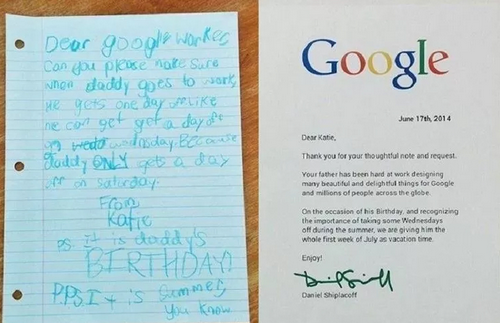 Dear google worker,
Can you please make sure
when daddy goes to work,
he gets one day off. Like
he can get get a day off
on weda wednsday. Because
daddy ONLY gets a day
off on saturday.
From,
Katie
P.S. It is daddy's
BIRTHDAY!
P.P.S. It is summer,
you know
Google
June 17th, 2014
Dear Katie,
Thank you for your thoughtful note and request.
Your father has been hard at work designing
many beautiful and delightful things for Google
and millions of people across the globe.
On the occasion of his Birthday, and recognizing
the importance of taking some Wednesdays
off during the summer, we are giving him the
whole first week of July as vacation time.
Enjoy!
Daniel Shiplacoff